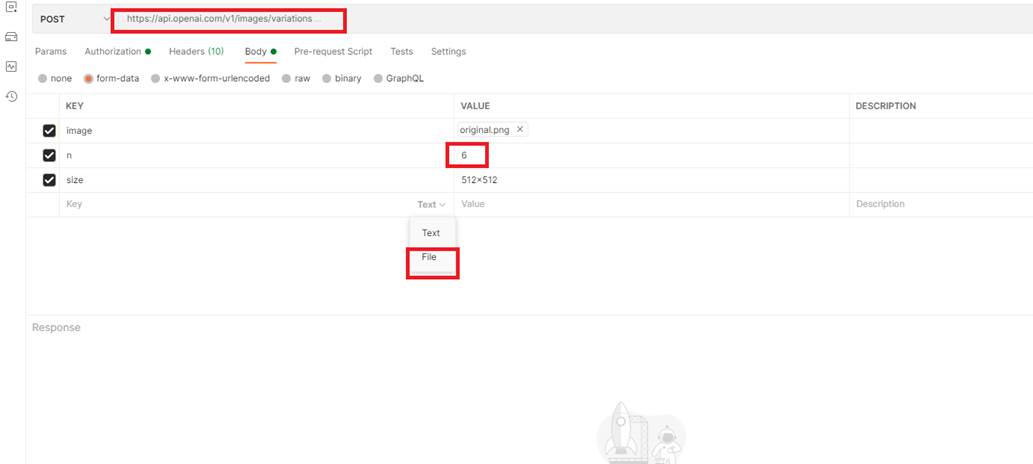 POST https://api.openai.com/v1/images/variations ...
Params Authorization Headers (10) Body Pre-request Script Tests Settings
none form-data x-www-form-urlencoded raw binary GraphQL
KEY VALUE DESCRIPTION
image original.png
n 6
size 512x512
Key Text Value Description
Text
File
Response